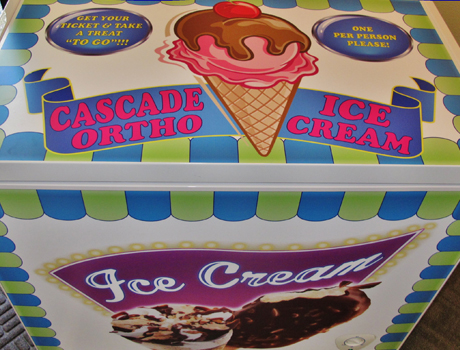 GET YOUR
TICKET & TAKE
A TREAT
"TO GO"!!!
ONE
PER PERSON
PLEASE!
CASCADE
ORTHO
ICE
CREAM
Ice Cream